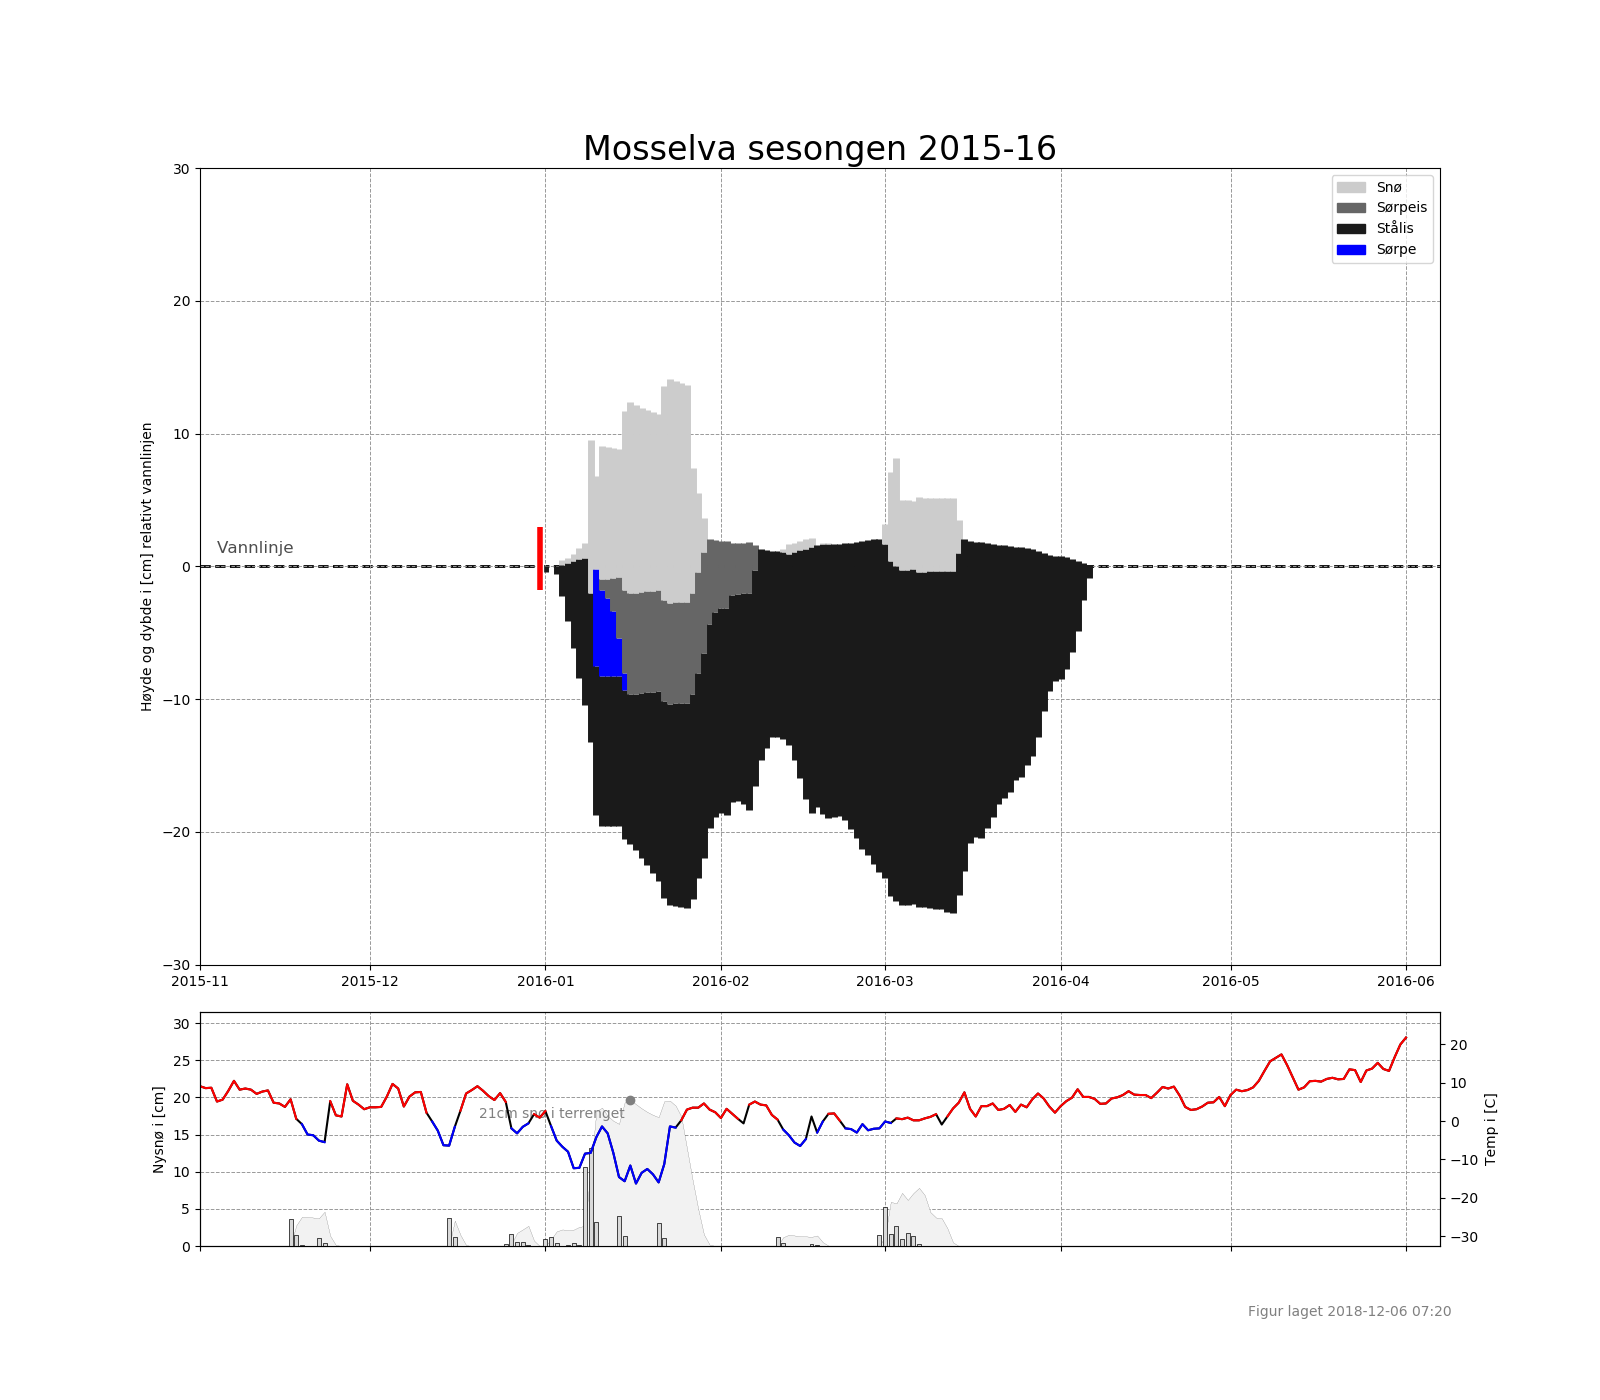 Mosselva sesongen 2015-16
30
20
10
0
−10
−20
−30
Høyde og dybde i [cm] relativt vannlinjen
Snø
Sørpeis
Stålis
Sørpe
Vannlinje
2015-11 2015-12 2016-01 2016-02 2016-03 2016-04 2016-05 2016-06
30
25
20
15
10
5
0
Nysnø i [cm]
21cm snø i terrenget
20
10
0
−10
−20
−30
Temp i [C]
Figur laget 2018-12-06 07:20